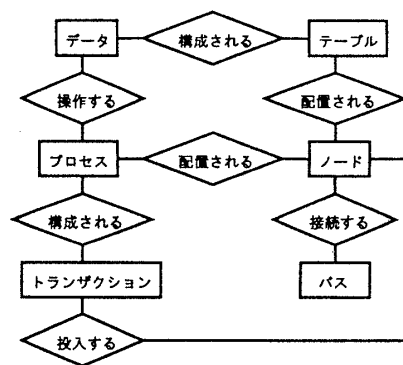 データ
構成される
テーブル
操作する
配置される
プロセス
配置される
ノード
構成される
接続する
トランザクション
パス
投入する